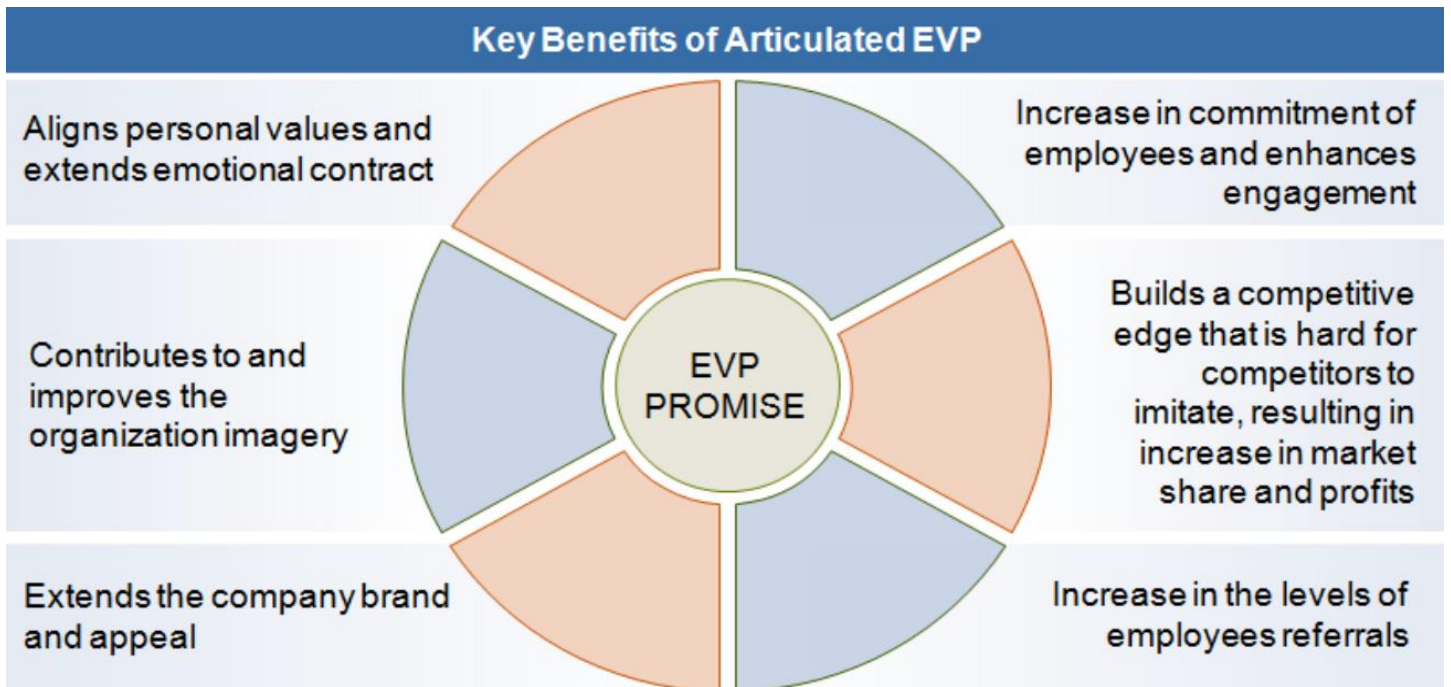 Key Benefits of Articulated EVP
Aligns personal values and
extends emotional contract
Increase in commitment of
employees and enhances
engagement
Contributes to and
improves the
organization imagery
EVP
PROMISE
Builds a competitive
edge that is hard for
competitors to
imitate, resulting in
increase in market
share and profits
Extends the company brand
and appeal
Increase in the levels of
employees referrals